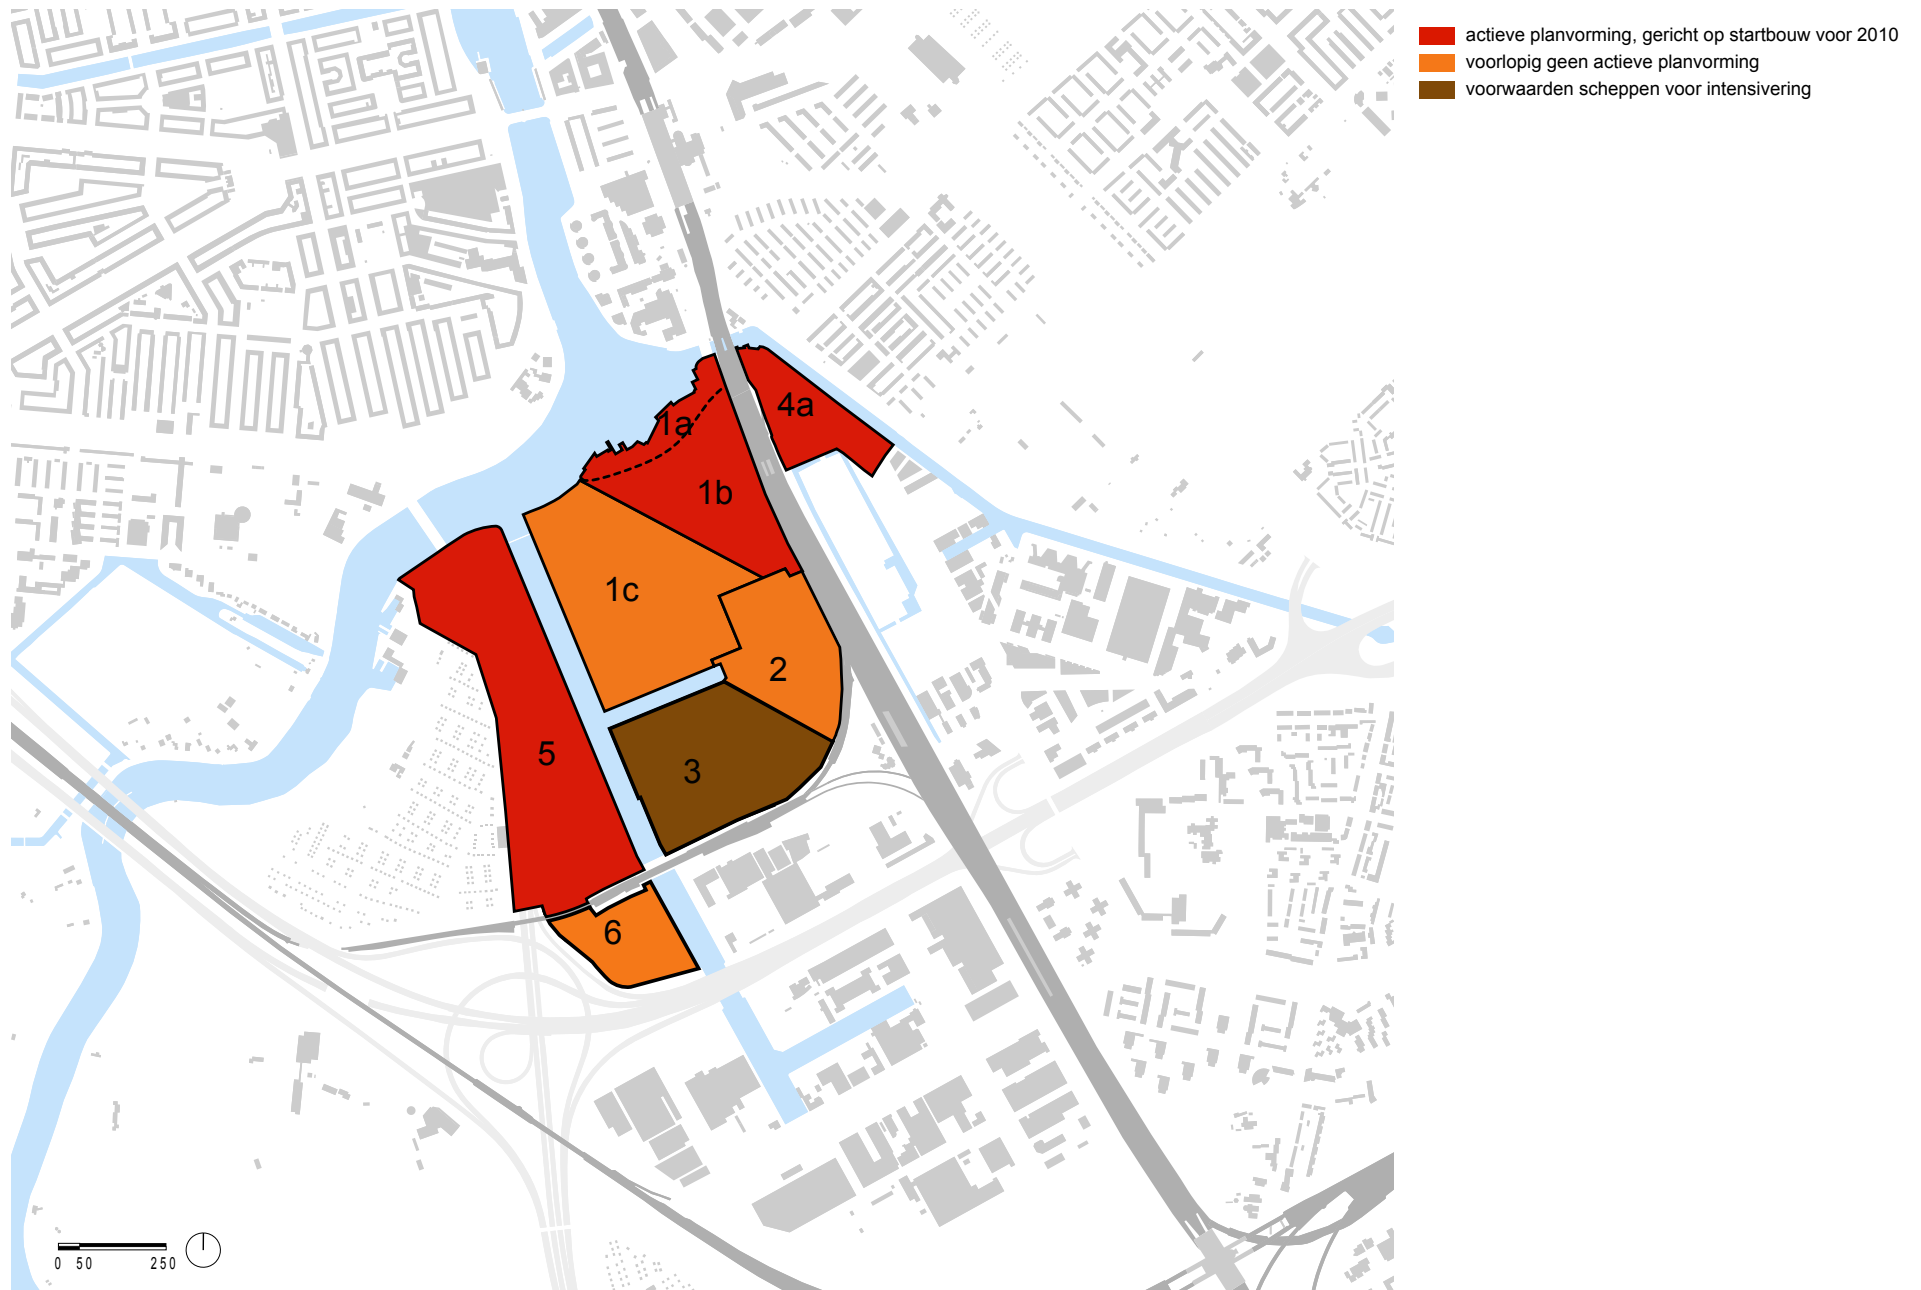 actieve planvorming, gericht op startbouw voor 2010
voorlopig geen actieve planvorming
voorwaarden scheppen voor intensivering
1a
4a
1b
1c
2
5
3
6
0 50 250